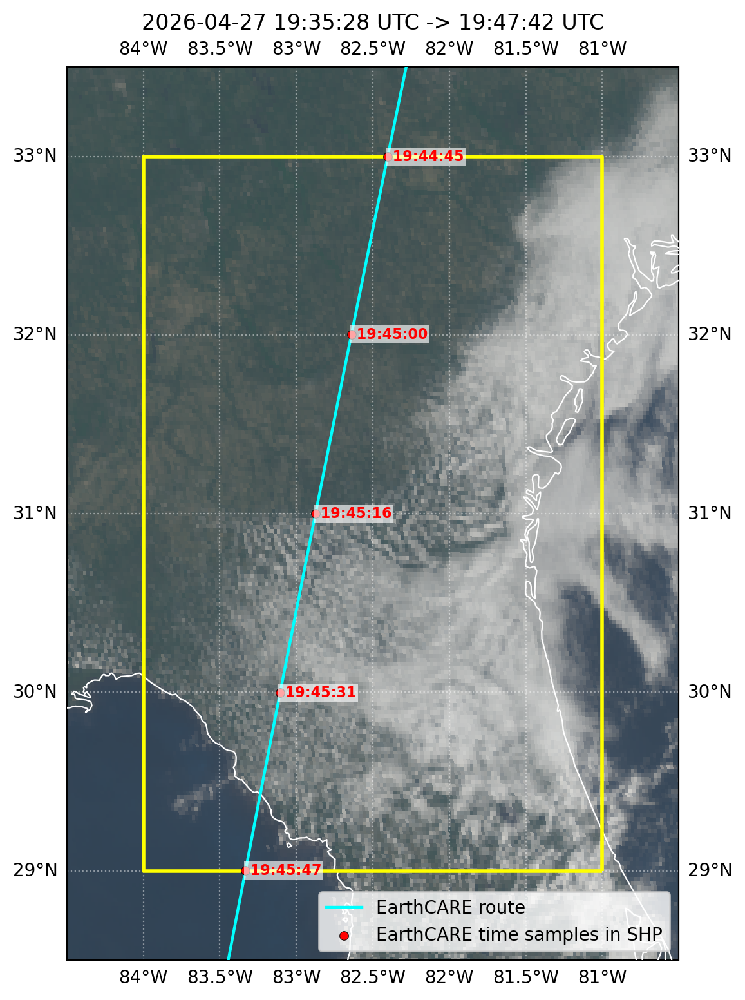 2026-04-27 19:35:28 UTC -> 19:47:42 UTC
84°W 83.5°W 83°W 82.5°W 82°W 81.5°W 81°W
33°N 19:44:45 33°N
32°N 19:45:00 32°N
31°N 19:45:16 31°N
30°N 19:45:31 30°N
29°N 19:45:47 29°N
EarthCARE route
EarthCARE time samples in SHP
84°W 83.5°W 83°W 82.5°W 82°W 81.5°W 81°W